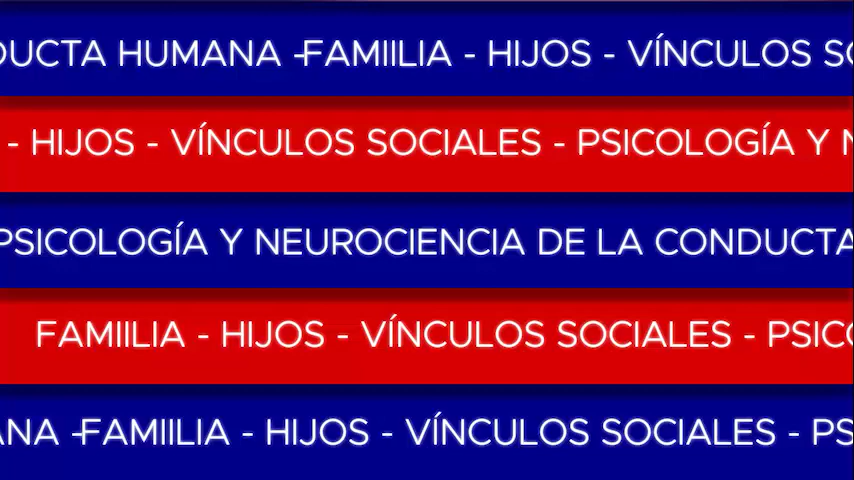 DUCTA HUMANA -FAMIILIA - HIJOS - VÍNCULOS SO
- HIJOS - VÍNCULOS SOCIALES - PSICOLOGÍA Y N
PSICOLOGÍA Y NEUROCIENCIA DE LA CONDUCTA
FAMIILIA - HIJOS - VÍNCULOS SOCIALES - PSICO
ANA -FAMIILIA - HIJOS - VÍNCULOS SOCIALES - PS